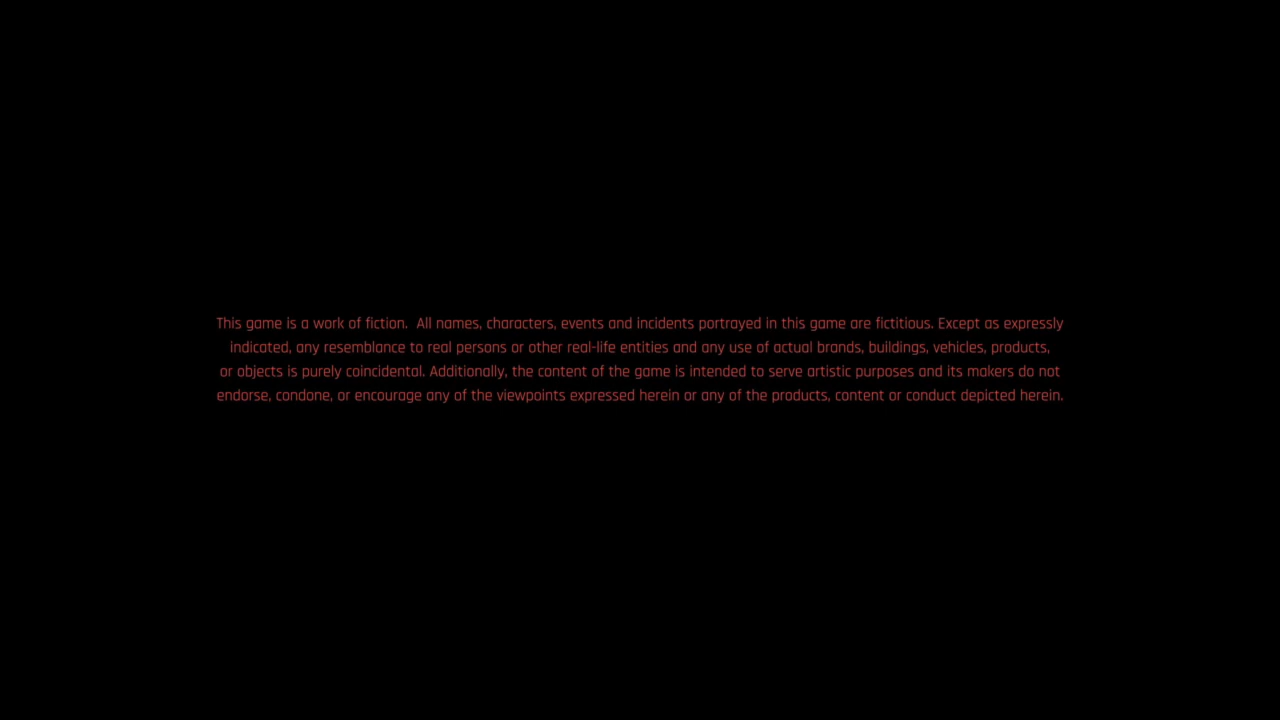 This game is a work of fiction.  All names, characters, events and incidents portrayed in this game are fictitious. Except as expressly
indicated, any resemblance to real persons or other real-life entities and any use of actual brands, buildings, vehicles, products,
or objects is purely coincidental. Additionally, the content of the game is intended to serve artistic purposes and its makers do not
endorse, condone, or encourage any of the viewpoints expressed herein or any of the products, content or conduct depicted herein.